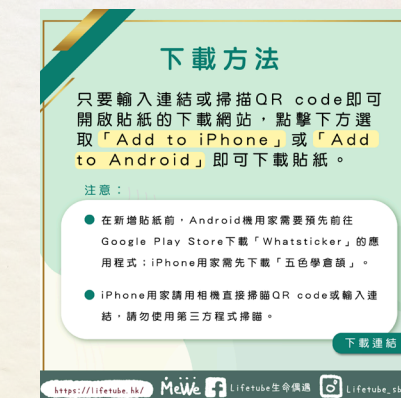 下載方法
只要輸入連結或掃描QR code即可
開啟貼紙的下載網站，點擊下方選
取「Add to iPhone」或「Add
to Android」即可下載貼紙。
注意：
在新增貼紙前，Android機用家需要預先前往
Google Play Store下載「Whatsticker」的應
用程式；iPhone用家需先下載「五色學倉頡」。
iPhone用家請用相機直接掃瞄QR code或輸入連
結，請勿使用第三方程式掃瞄。
下載連結
https://lifetube.hk/ MeWe Lifetube生命偶遇 Lifetube_sb